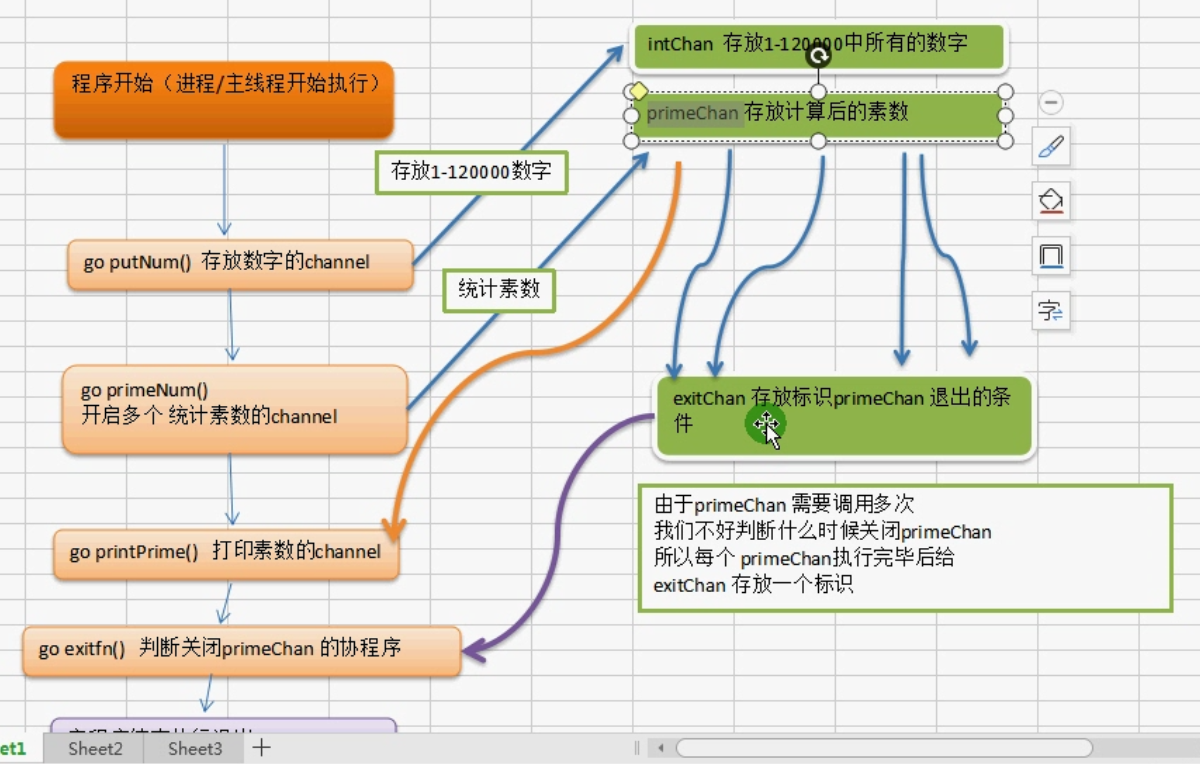 intChan 存放1-120000中所有的数字
程序开始（进程/主线程开始执行）
primeChan 存放计算后的素数
存放1-120000数字
go putNum() 存放数字的channel
统计素数
go primeNum()
开启多个 统计素数的channel
exitChan 存放标识primeChan 退出的条
件
由于primeChan 需要调用多次
我们不好判断什么时候关闭primeChan
所以每个 primeChan执行完毕后给
exitChan 存放一个标识
go printPrime() 打印素数的channel
go exitfn() 判断关闭primeChan 的协程序
字
et1 Sheet2 Sheet3